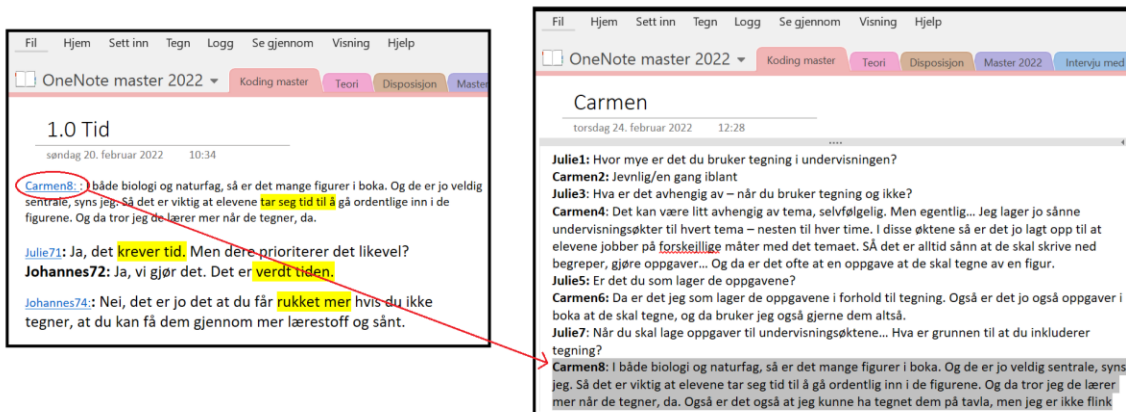 Fil Hjem Sett inn Tegn Logg Se gjennom Visning Hjelp
OneNote master 2022 Koding master Teori Disposisjon Master
1.0 Tid
søndag 20. februar 2022 10:34
Carmen8: : I både biologi og naturfag, så er det mange figurer i boka. Og de er jo veldig
sentrale, syns jeg. Så det er viktig at elevene tar seg tid til å gå ordentlige inn i de
figurene. Og da tror jeg de lærer mer når de tegner, da.
Julie71: Ja, det krever tid. Men dere prioriterer det likevel?
Johannes72: Ja, vi gjør det. Det er verdt tiden.
Johannes74:: Nei, det er jo det at du får rukket mer hvis du ikke
tegner, at du kan få dem gjennom mer lærestoff og sånt.
Fil Hjem Sett inn Tegn Logg Se gjennom Visning Hjelp
OneNote master 2022 Koding master Teori Disposisjon Master 2022 Intervju med
Carmen
torsdag 24. februar 2022 12:28
Julie1: Hvor mye er det du bruker tegning i undervisningen?
Carmen2: Jevnlig/en gang iblant
Julie3: Hva er det avhengig av – når du bruker tegning og ikke?
Carmen4: Det kan være litt avhengig av tema, selvfølgelig. Men egentlig... Jeg lager jo sånne
undervisningsøkter til hvert tema – nesten til hver time. I disse øktene så er det jo lagt opp til at
elevene jobber på forskejllige måter med det temaet. SÅ det er alltid sånn at de skal skrive ned
begreper, gjøre oppgaver... Og da er det ofte at en oppgave at de skal tegne av en figur.
Julie5: Er det du som lager de oppgavene?
Carmen6: Da er det jeg som lager de oppgavene i forhold til tegning. Også er det jo også oppgaver i
boka at de skal tegne, og da bruker jeg også gjerne dem altså.
Julie7: Når du skal lage oppgaver til undervisningsøktene... Hva er grunnen til at du inkluderer
tegning?
Carmen8: I både biologi og naturfag, så er det mange figurer i boka. Og de er jo veldig sentrale, syns
jeg. Så det er viktig at elevene tar seg tid til å gå ordentlig inn i de figurene. Og da tror jeg de lærer
mer når de tegner, da. Også er det også at jeg kunne ha tegnet dem på tavla, men jeg er ikke flink